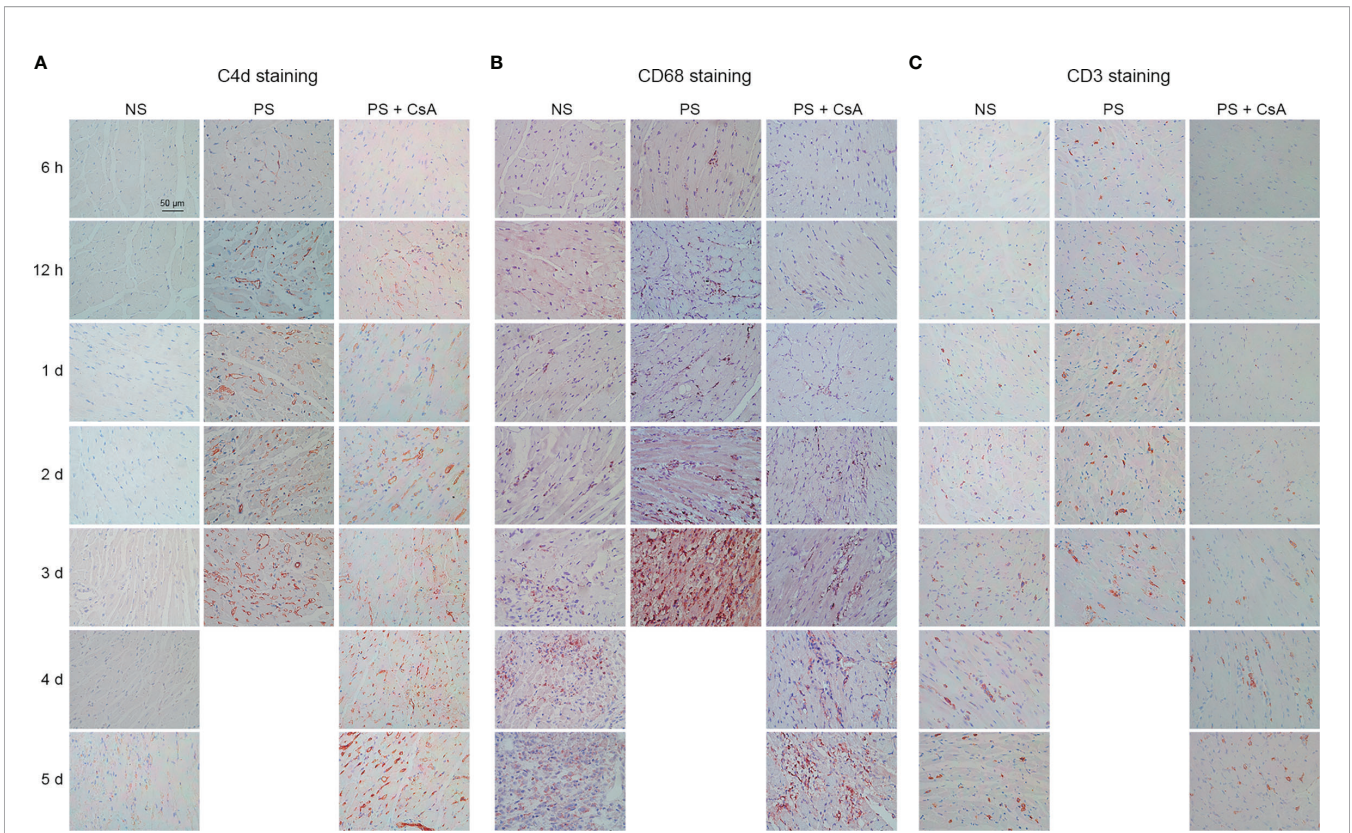 A B C
C4d staining CD68 staining CD3 staining
NS PS PS + CsA NS PS PS + CsA NS PS PS + CsA
6 h
50 µm
12 h
1 d
2 d
3 d
4 d
5 d